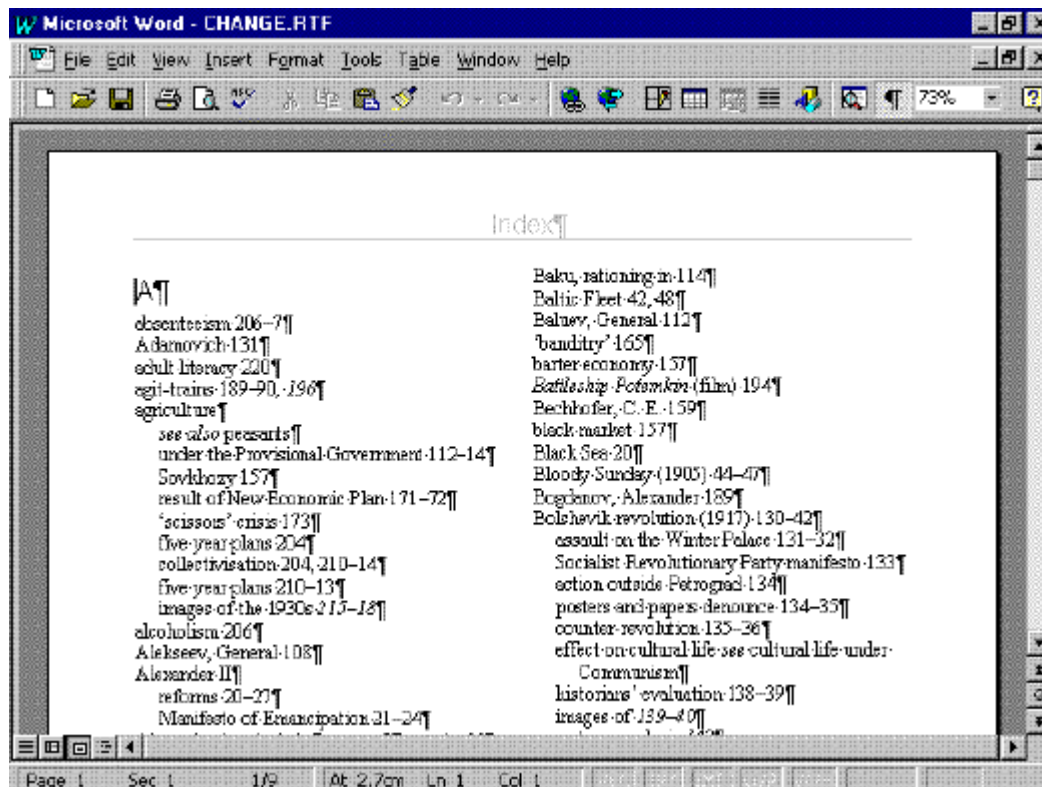 Microsoft Word - CHANGE.RTF
File Edit View Insert Format Tools Table Window Help
73%
Index¶
A¶
absenteeism 206–7¶
Adamovich 131¶
adult literacy 220¶
agit-trains 189–90, 196¶
agriculture¶
see also peasants¶
under the Provisional Government 112–14¶
Sovkhozy 157¶
result of New Economic Plan 171–72¶
‘scissors’ crisis 173¶
five year plans 204¶
collectivisation 204, 210–14¶
five year plans 210–13¶
images of the 1930s 215–18¶
alcoholism 206¶
Alekseev, General 108¶
Alexander II¶
reforms 20–27¶
Manifesto of Emancipation 21–24¶
Baku, rationing in 114¶
Baltic Fleet 42, 48¶
Baluev, General 112¶
‘banditry’ 165¶
barter economy 157¶
Battleship Potemkin (film) 194¶
Bechhofer, C. E. 159¶
black market 157¶
Black Sea 20¶
Bloody Sunday (1905) 44–47¶
Bogdanov, Alexander 189¶
Bolshevik revolution (1917) 130–42¶
assault on the Winter Palace 131–32¶
Socialist Revolutionary Party manifesto 133¶
action outside Petrograd 134¶
posters and papers denounce 134–35¶
counter revolution 135–36¶
effect on cultural life see cultural life under
Communism¶
historians’ evaluation 138–39¶
images of 139–40¶
Page 1 Sec 1 1/9 At 2.7cm Ln 1 Col 1